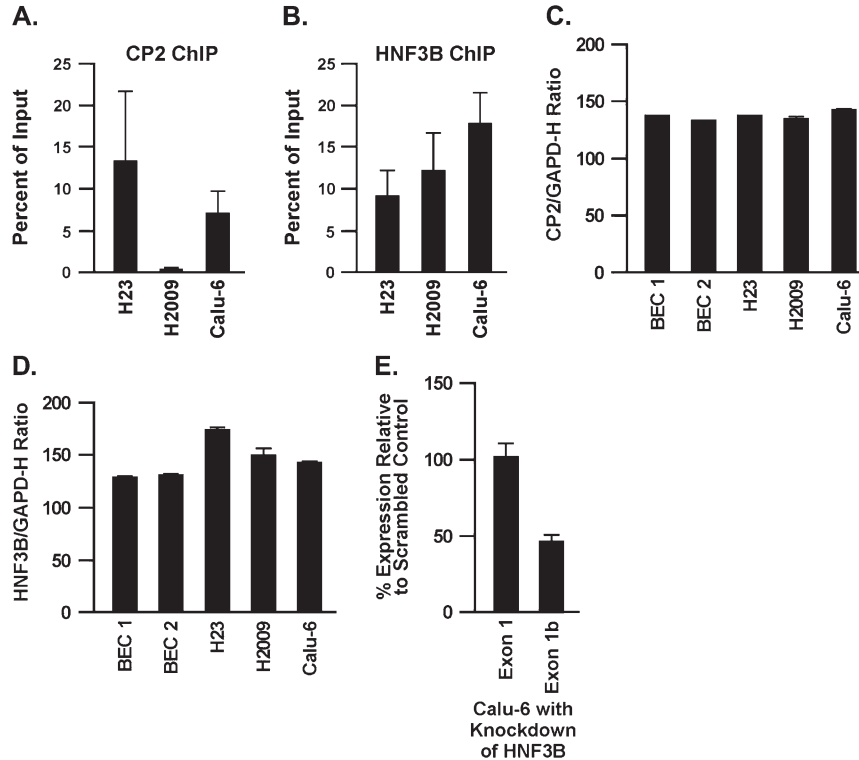 A.
CP2 ChIP
Percent of Input
25
20
15
10
5
0
H23
H2009
Calu-6
B.
HNF3B ChIP
Percent of Input
25
20
15
10
5
0
H23
H2009
Calu-6
C.
CP2/GAPD-H Ratio
200
150
100
50
0
BEC 1
BEC 2
H23
H2009
Calu-6
D.
HNF3B/GAPD-H Ratio
200
150
100
50
0
BEC 1
BEC 2
H23
H2009
Calu-6
E.
% Expression Relative
to Scrambled Control
150
100
50
0
Exon 1
Exon 1b
Calu-6 with
Knockdown
of HNF3B